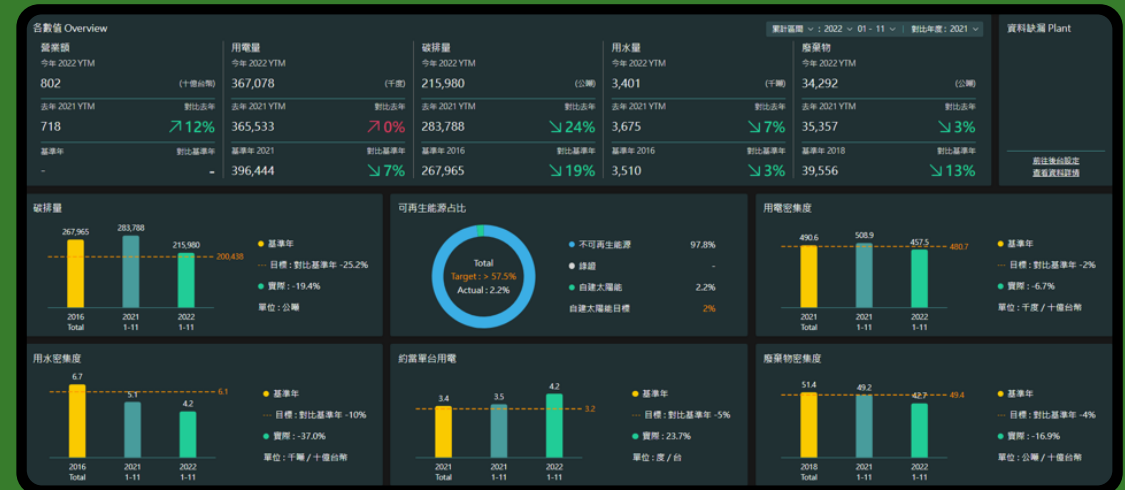 各數值 Overview
累計區間 : 2022 01 - 11 | 對比年度 : 2021
營業額
今年 2022 YTM
802 (十億台幣)
去年 2021 YTM 對比去年
718 12%
基準年 對比基準年
- -
用電量
今年 2022 YTM
367,078 (千度)
去年 2021 YTM 對比去年
365,533 0%
基準年 2021 對比基準年
396,444 7%
碳排量
今年 2022 YTM
215,980 (公噸)
去年 2021 YTM 對比去年
283,788 24%
基準年 2016 對比基準年
267,965 19%
用水量
今年 2022 YTM
3,401 (千噸)
去年 2021 YTM 對比去年
3,675 7%
基準年 2016 對比基準年
3,510 3%
廢棄物
今年 2022 YTM
34,292 (公噸)
去年 2021 YTM 對比去年
35,357 3%
基準年 2018 對比基準年
39,556 13%
資料缺漏 Plant
前往後台設定
查看資料詳情
碳排量
267,965
283,788
215,980
200,438
2016 Total
2021 1-11
2022 1-11
基準年
目標 : 對比基準年 -25.2%
實際 : -19.4%
單位 : 公噸
可再生能源占比
Total
Target : > 57.5%
Actual : 2.2%
不可再生能源 97.8%
綠證 -
自建太陽能 2.2%
自建太陽能目標 2%
用電密集度
490.6
508.9
457.5
480.7
2021 Total
2021 1-11
2022 1-11
基準年
目標 : 對比基準年 -2%
實際 : -6.7%
單位 : 千度 / 十億台幣
用水密集度
6.7
5.1
4.2
6.1
2016 Total
2021 1-11
2022 1-11
基準年
目標 : 對比基準年 -10%
實際 : -37.0%
單位 : 千噸 / 十億台幣
約當單台用電
3.4
3.5
4.2
3.2
2021 Total
2021 1-11
2022 1-11
基準年
目標 : 對比基準年 -5%
實際 : 23.7%
單位 : 度 / 台
廢棄物密集度
51.4
49.2
42.7
49.4
2018 Total
2021 1-11
2022 1-11
基準年
目標 : 對比基準年 -4%
實際 : -16.9%
單位 : 公噸 / 十億台幣